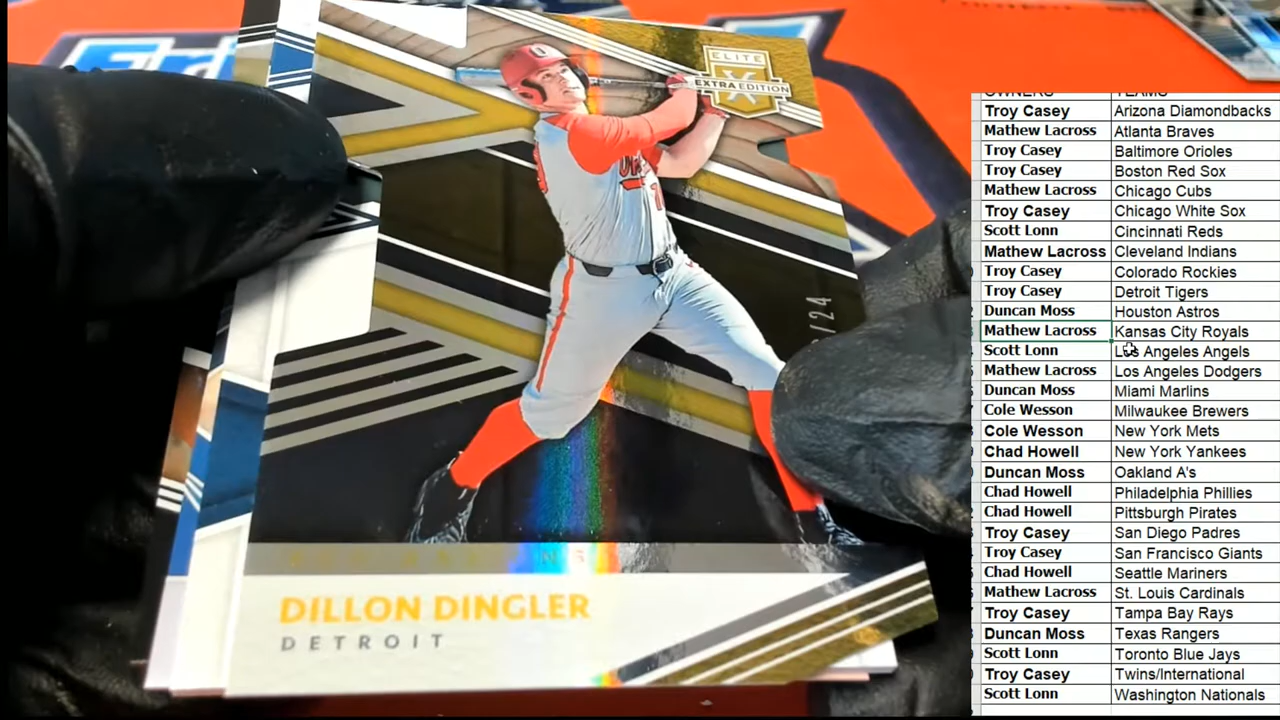 ELITE
X
EXTRA EDITION
/24
DILLON DINGLER
DETROIT
OWNERS TEAMS
Troy Casey Arizona Diamondbacks
Mathew Lacross Atlanta Braves
Troy Casey Baltimore Orioles
Troy Casey Boston Red Sox
Mathew Lacross Chicago Cubs
Troy Casey Chicago White Sox
Scott Lonn Cincinnati Reds
Mathew Lacross Cleveland Indians
Troy Casey Colorado Rockies
Troy Casey Detroit Tigers
Duncan Moss Houston Astros
Mathew Lacross Kansas City Royals
Scott Lonn Los Angeles Angels
Mathew Lacross Los Angeles Dodgers
Duncan Moss Miami Marlins
Cole Wesson Milwaukee Brewers
Cole Wesson New York Mets
Chad Howell New York Yankees
Duncan Moss Oakland A's
Chad Howell Philadelphia Phillies
Chad Howell Pittsburgh Pirates
Troy Casey San Diego Padres
Troy Casey San Francisco Giants
Chad Howell Seattle Mariners
Mathew Lacross St. Louis Cardinals
Troy Casey Tampa Bay Rays
Duncan Moss Texas Rangers
Scott Lonn Toronto Blue Jays
Troy Casey Twins/International
Scott Lonn Washington Nationals